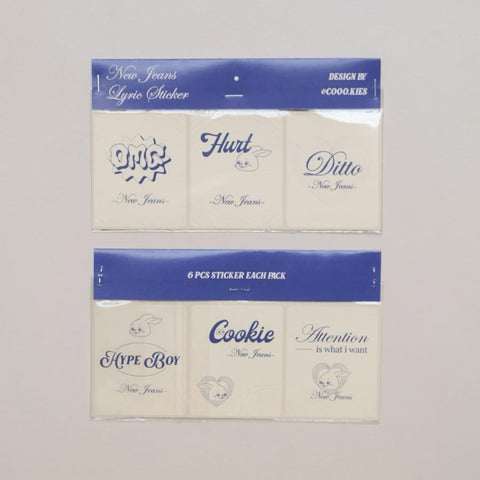 New Jeans
Lyric Sticker
DESIGN BY
@COOO.KIES
OMG
-New Jeans-
Hurt
-New Jeans-
Ditto
-New Jeans-
6 PCS STICKER EACH PACK
HYPE BOY
-New Jeans-
Cookie
-New Jeans-
Attention
is what i want
New Jeans